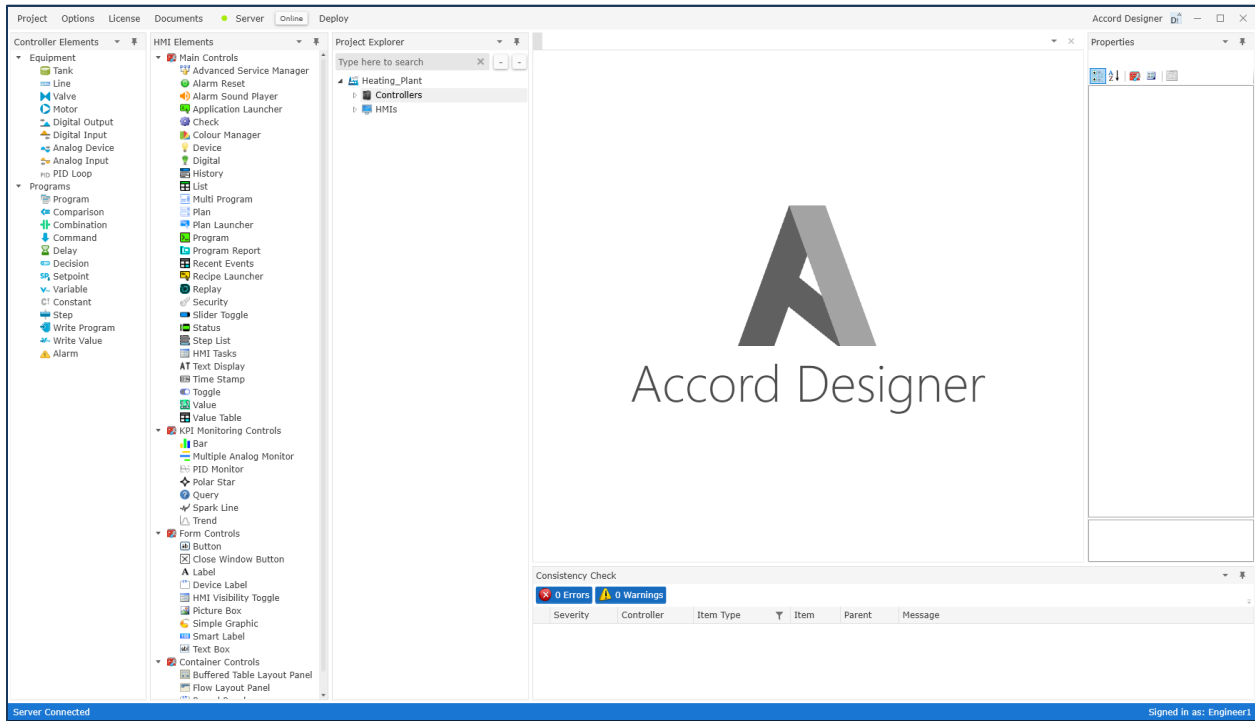 Project Options License Documents Server Online Deploy
Accord Designer
Controller Elements
Equipment
Tank
Line
Valve
Motor
Digital Output
Digital Input
Analog Device
Analog Input
PID PID Loop
Programs
Program
Comparison
Combination
Command
Delay
Decision
SP, Setpoint
Variable
C! Constant
Step
Write Program
Write Value
Alarm
HMI Elements
Main Controls
Advanced Service Manager
Alarm Reset
Alarm Sound Player
Application Launcher
Check
Colour Manager
Device
Digital
History
List
Multi Program
Plan
Plan Launcher
Program
Program Report
Recent Events
Recipe Launcher
Replay
Security
Slider Toggle
Status
Step List
HMI Tasks
AT Text Display
Time Stamp
Toggle
Value
Value Table
KPI Monitoring Controls
Bar
Multiple Analog Monitor
PID Monitor
Polar Star
Query
Spark Line
Trend
Form Controls
Button
Close Window Button
A Label
Device Label
HMI Visibility Toggle
Picture Box
Simple Graphic
Smart Label
Text Box
Container Controls
Buffered Table Layout Panel
Flow Layout Panel
Project Explorer
Type here to search
Heating_Plant
Controllers
HMIs
Accord Designer
Properties
Consistency Check
0 Errors 0 Warnings
Severity Controller Item Type Item Parent Message
Server Connected
Signed in as: Engineer1